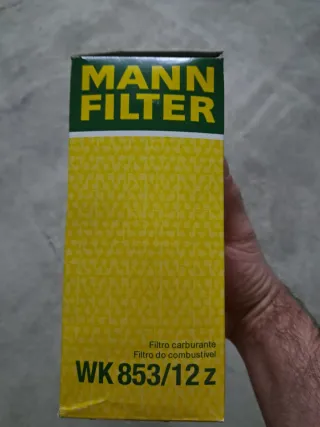 MANN
FILTER
Filtro carburante
Filtro do combustível
WK 853/12 z